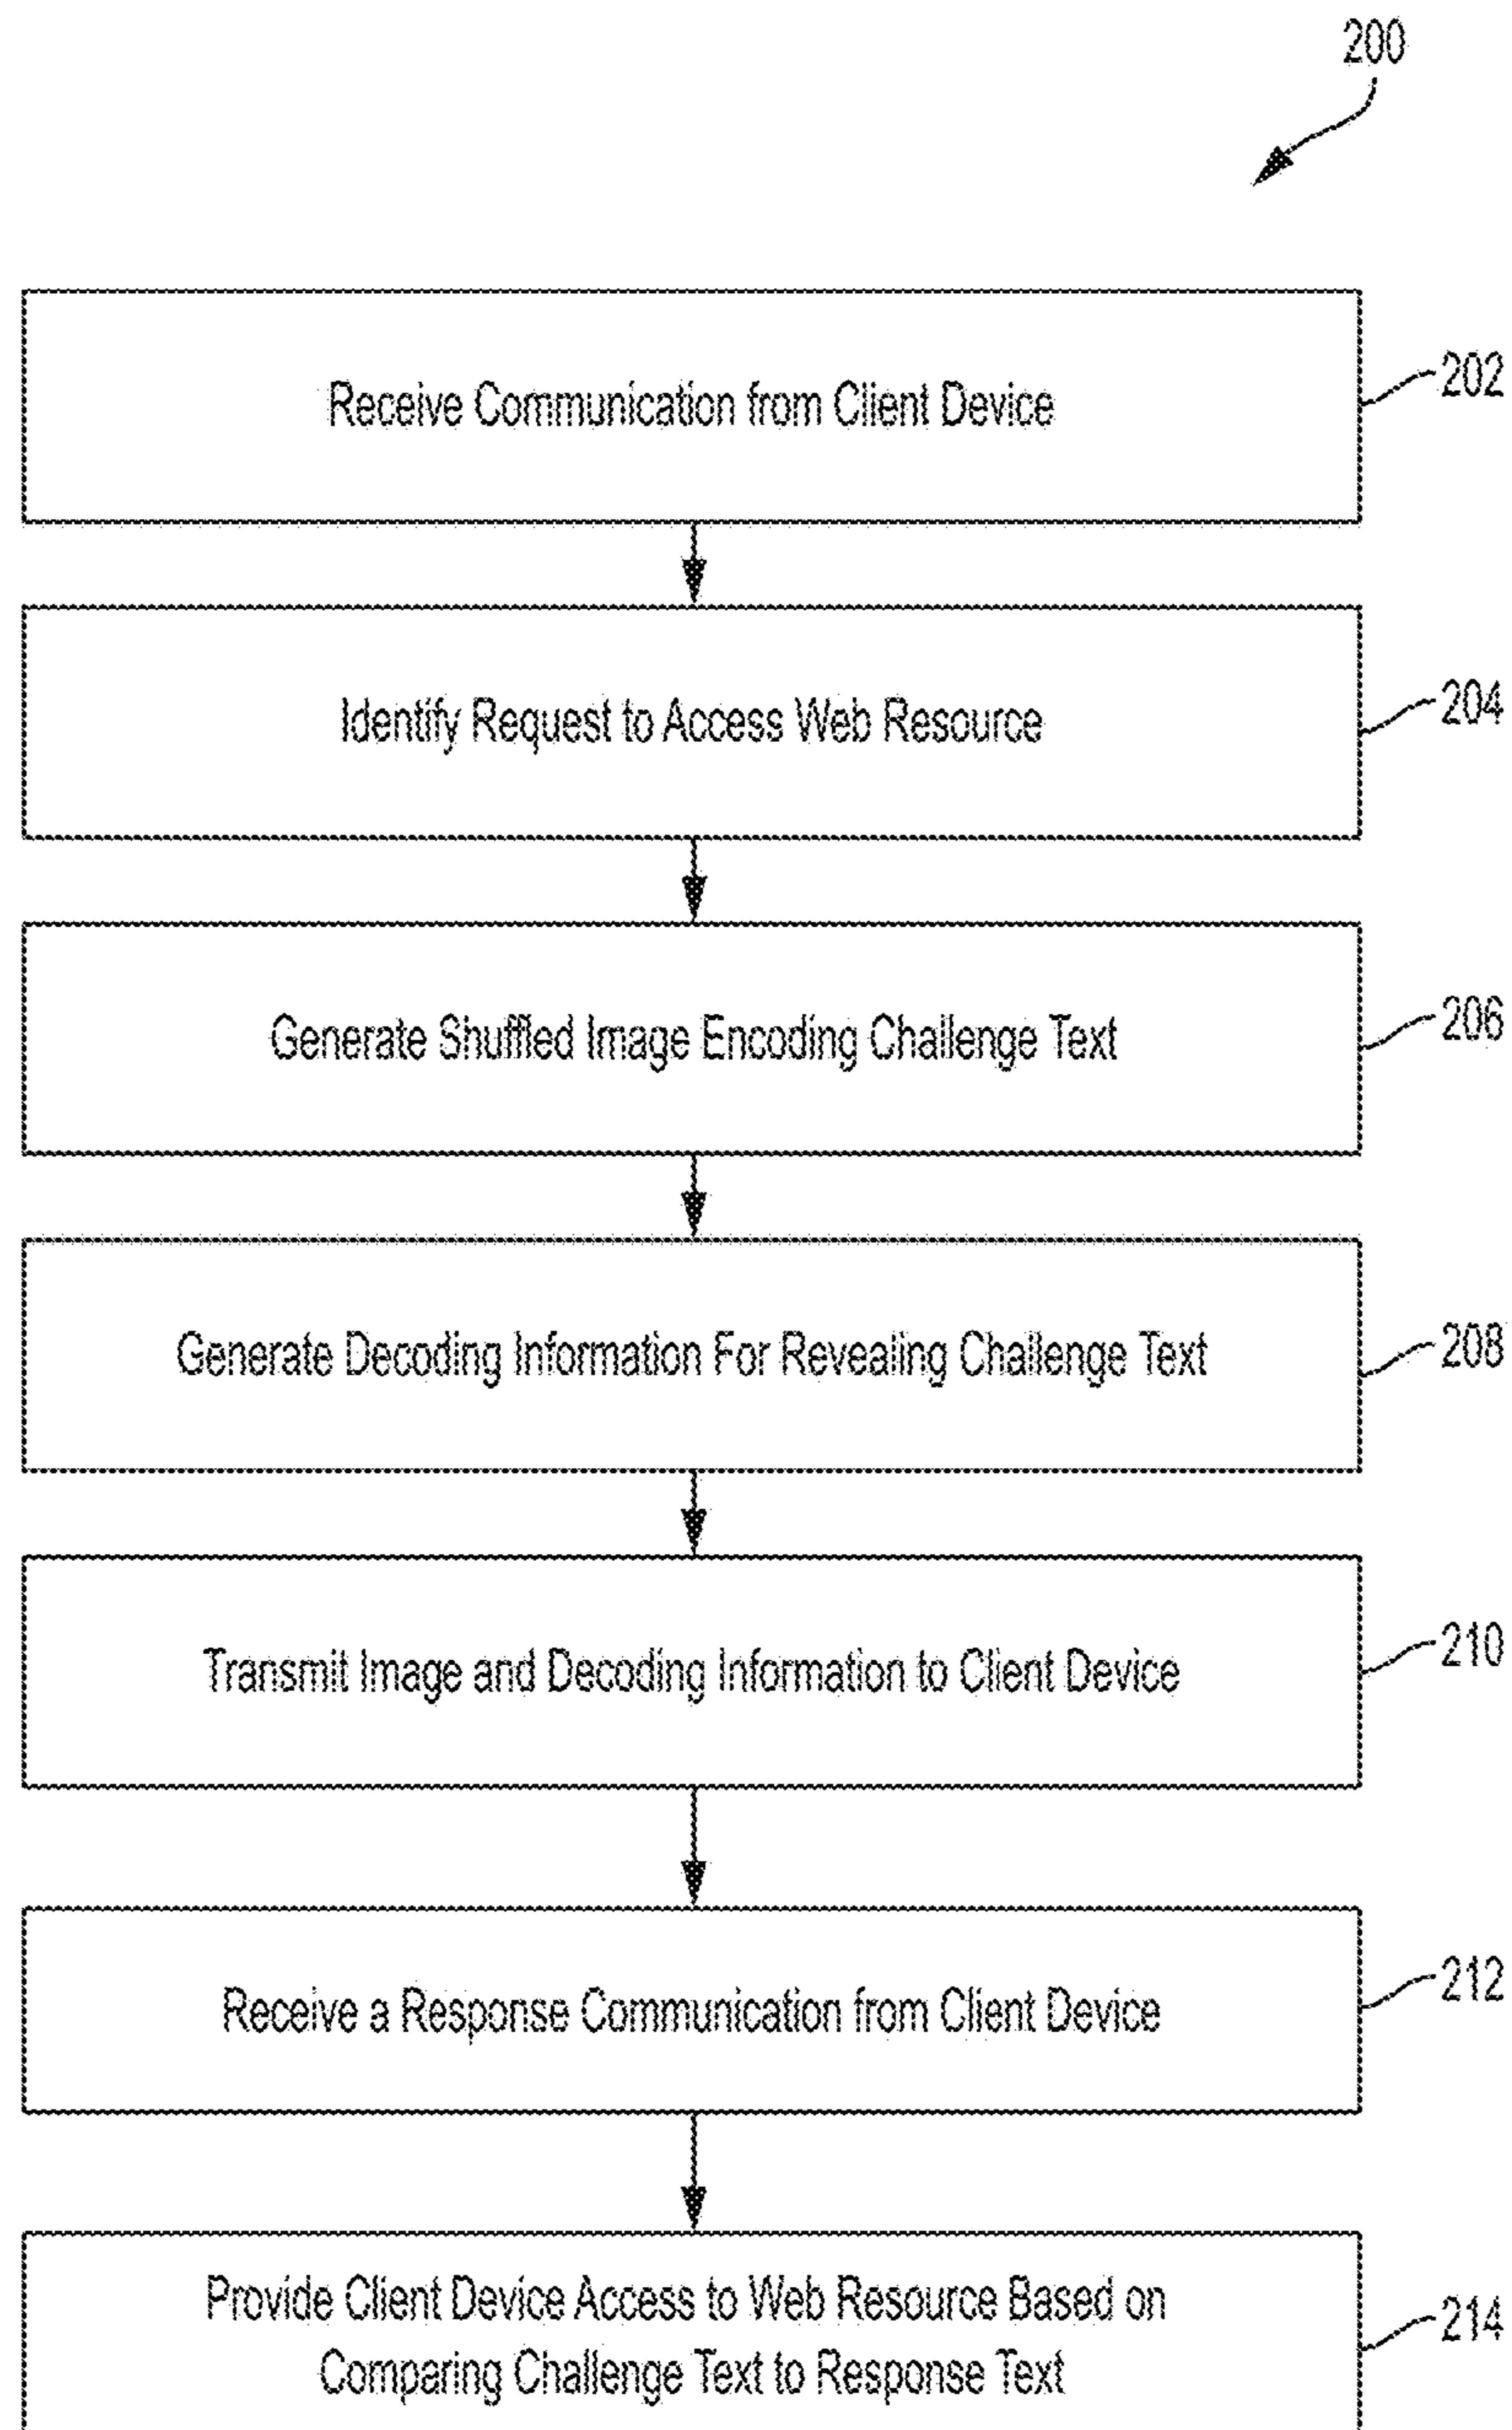 200
Receive Communication from Client Device
202
Identify Request to Access Web Resource
204
Generate Shuffled Image Encoding Challenge Text
206
Generate Decoding Information For Revealing Challenge Text
208
Transmit Image and Decoding Information to Client Device
210
Receive a Response Communication from Client Device
212
Provide Client Device Access to Web Resource Based on
Comparing Challenge Text to Response Text
214